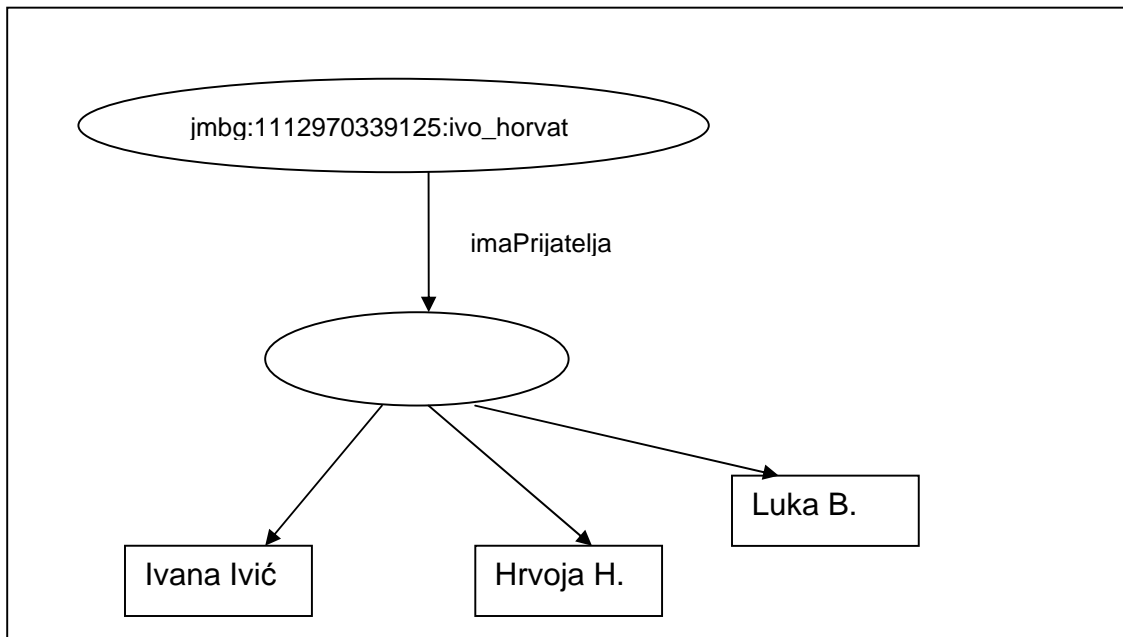 jmbg:1112970339125:ivo_horvat
imaPrijatelja
Luka B.
Ivana Ivić
Hrvoja H.